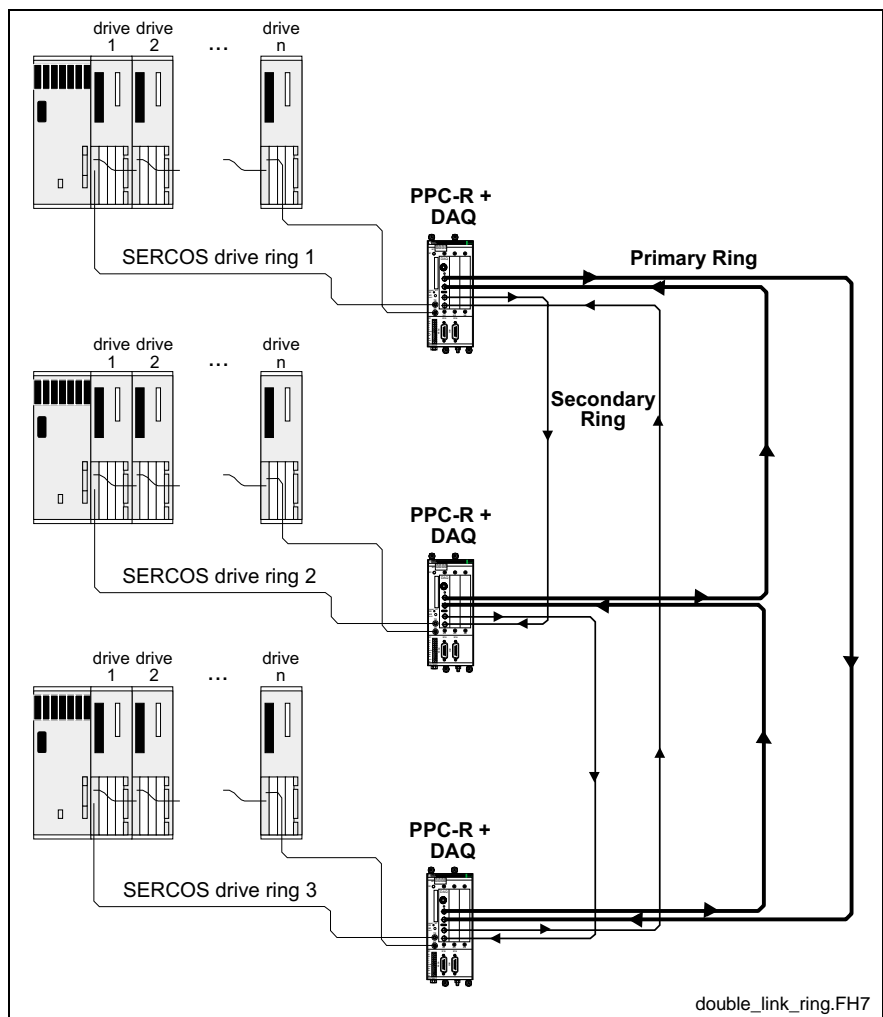 drive drive
1 2 ... drive
n
PPC-R +
DAQ
Primary Ring
SERCOS drive ring 1
drive drive
1 2 ... drive
n
Secondary
Ring
PPC-R +
DAQ
SERCOS drive ring 2
drive drive
1 2 ... drive
n
PPC-R +
DAQ
SERCOS drive ring 3
double_link_ring.FH7